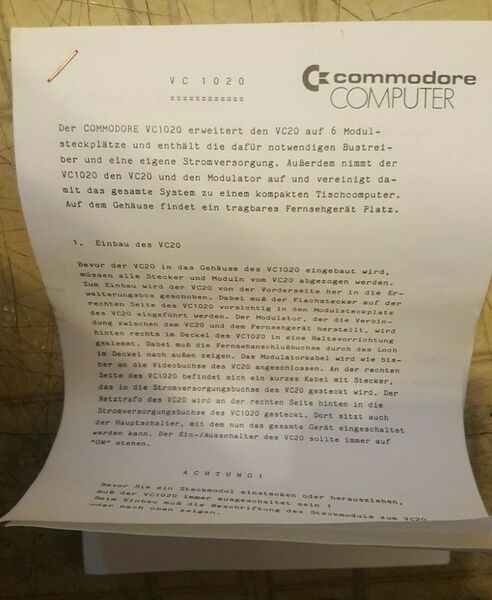 VC 1020
===========
commodore
COMPUTER
Der COMMODORE VC1020 erweitert den VC20 auf 6 Modul-
steckplätze und enthält die dafür notwendigen Bustrei-
ber und eine eigene Stromversorgung. Außerdem nimmt der
VC1020 den VC20 und den Modulator auf und vereinigt da-
mit das gesamte System zu einem kompakten Tischcomputer.
Auf dem Gehäuse findet ein tragbares Fernsehgerät Platz.
1. Einbau des VC20
Bevor der VC20 in das Gehäuse des VC1020 eingebaut wird,
müssen alle Stecker und Moduln vom VC20 abgezogen werden.
Zum Einbau wird der VC20 von der Vorderseite her in die Er-
weiterungsbox geschoben. Dabei muß der Flachstecker auf der
rechten Seite des VC1020 vorsichtig in den Modulsteckplatz
des VC20 eingeführt werden. Der Modulator, der die Verbin-
dung zwischen dem VC20 und dem Fernsehgerät herstellt, wird
hinten rechts im Deckel des VC1020 in eine Haltevorrichtung
geklemmt. Dabei muß die Fernsehanschlußbuchse durch das Loch
im Deckel nach außen zeigen. Das Modulatorkabel wird wie bis-
her an die Videobuchse des VC20 angeschlossen. An der rechten
Seite des VC1020 befindet sich ein kurzes Kabel mit Stecker,
das in die Stromversorgungsbuchse des VC20 gesteckt wird. Der
Netztrafo des VC20 wird an der rechten Seite hinten in die
Stromversorgungsbuchse des VC1020 gesteckt. Dort sitzt auch
der Hauptschalter, mit dem nun das gesamte Gerät eingeschaltet
werden kann. Der Ein-/Ausschalter des VC20 sollte immer auf
"ON" stehen.
ACHTUNG!
Bevor Sie ein Steckmodul einstecken oder herausziehen,
muß der VC1020 immer ausgeschaltet sein !
Beim Einbau muß die Beschriftung des Steckmoduls zum VC20
oder nach oben zeigen.